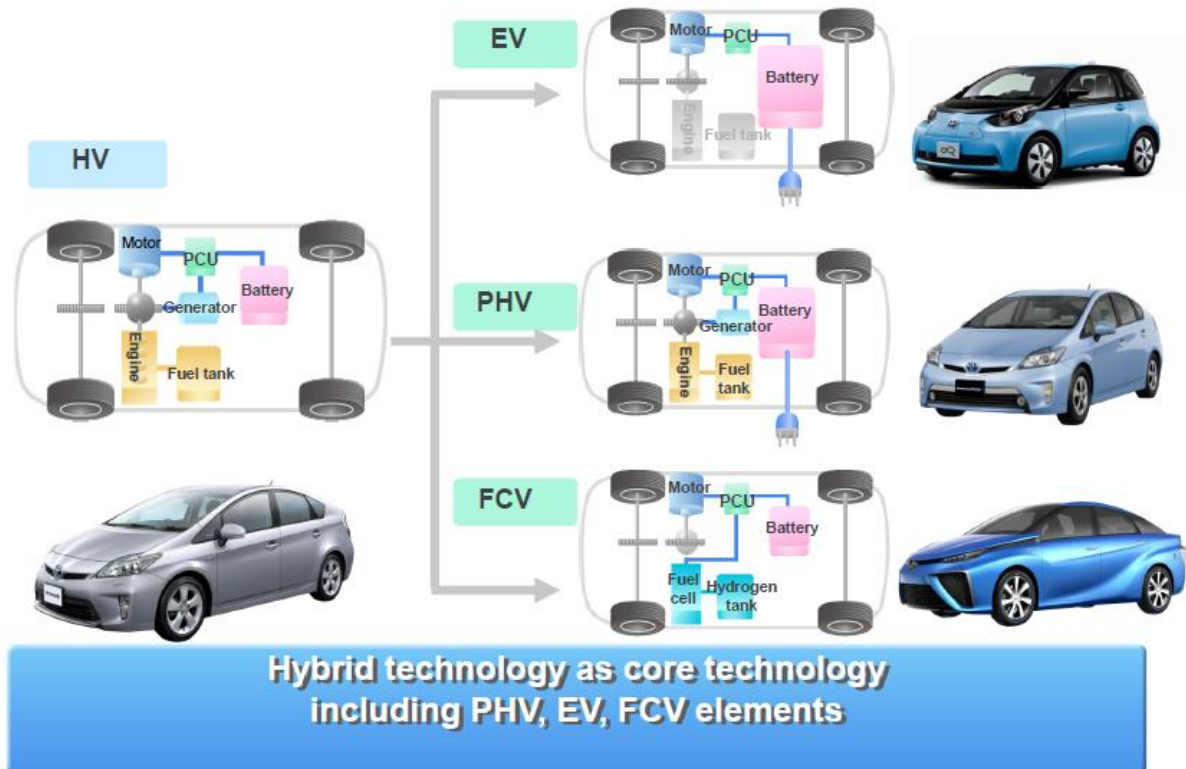 HV
Motor
PCU
Generator
Battery
Engine
Fuel tank
EV
Motor
PCU
Battery
Engine
Fuel tank
PHV
Motor
PCU
Battery
Generator
Engine
Fuel
tank
FCV
Motor
PCU
Battery
Fuel
cell
Hydrogen
tank
Hybrid technology as core technology
including PHV, EV, FCV elements